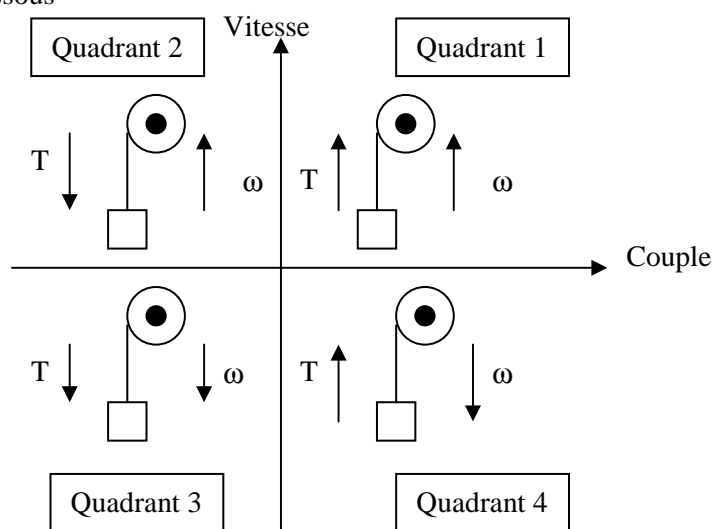 Vitesse
Quadrant 2
Quadrant 1
T
ω
T
ω
Couple
T
ω
T
ω
Quadrant 3
Quadrant 4